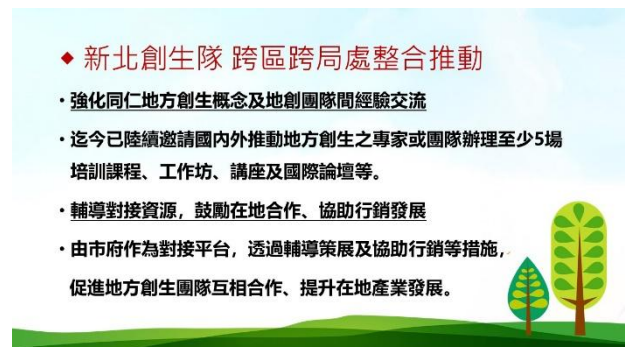 ◆ 新北創生隊 跨區跨局處整合推動
・強化同仁地方創生概念及地創團隊間經驗交流
・迄今已陸續邀請國內外推動地方創生之專家或團隊辦理至少5場
培訓課程、工作坊、講座及國際論壇等。
・輔導對接資源，鼓勵在地合作、協助行銷發展
・由市府作為對接平台，透過輔導策展及協助行銷等措施，
促進地方創生團隊互相合作、提升在地產業發展。